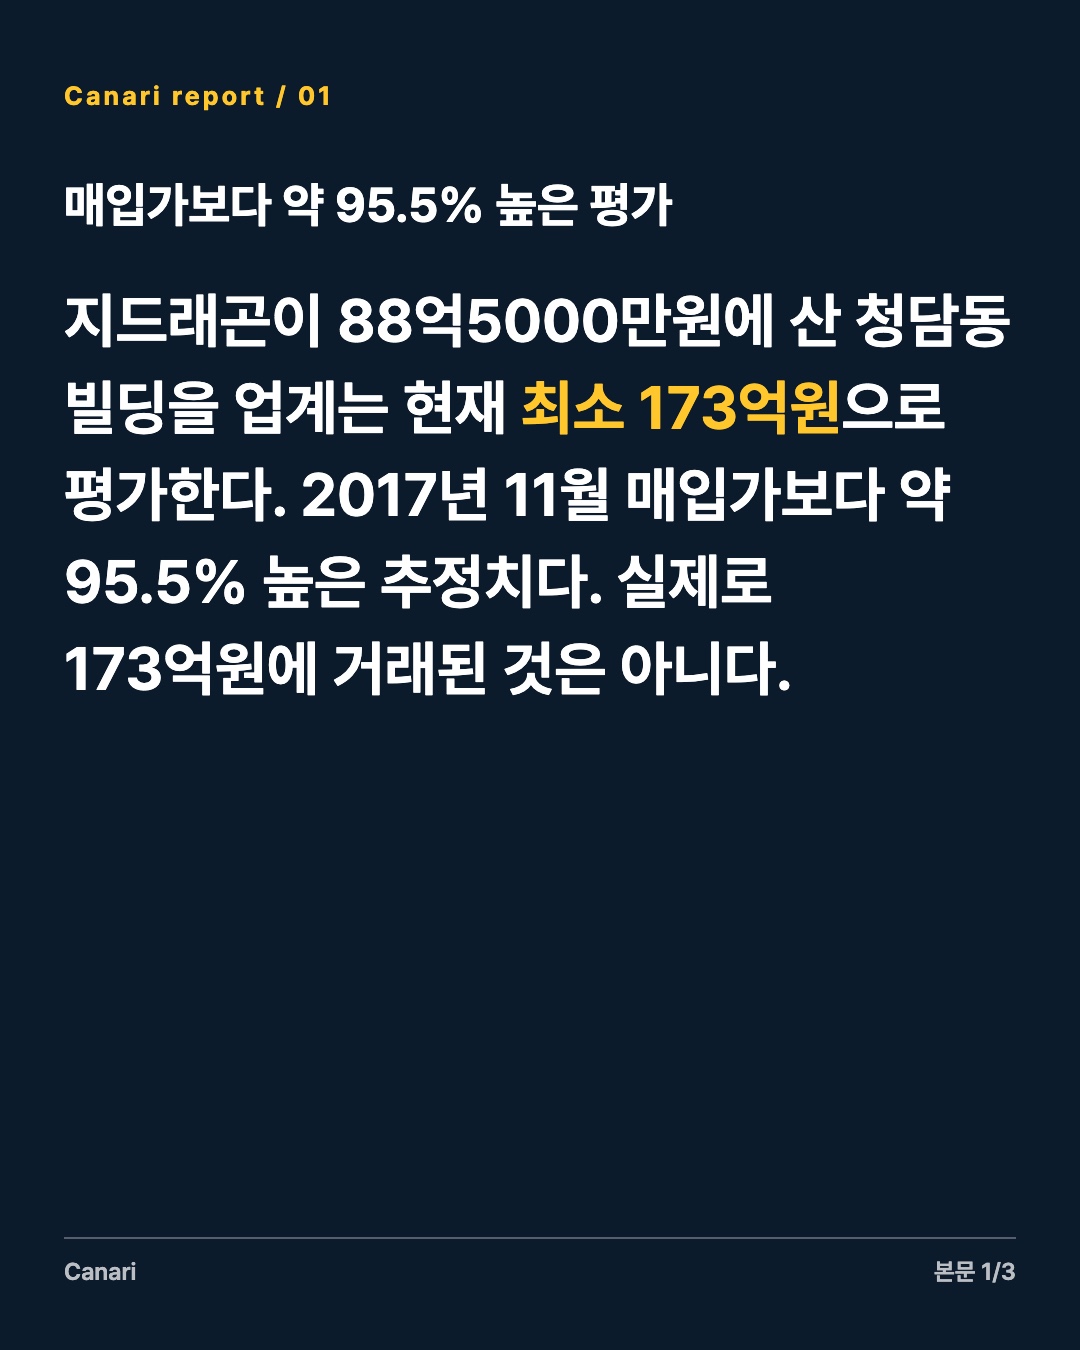 Canari report / 01
매입가보다 약 95.5% 높은 평가
지드래곤이 88억5000만원에 산 청담동
빌딩을 업계는 현재 최소 173억원으로
평가한다. 2017년 11월 매입가보다 약
95.5% 높은 추정치다. 실제로
173억원에 거래된 것은 아니다.
Canari
본문 1/3